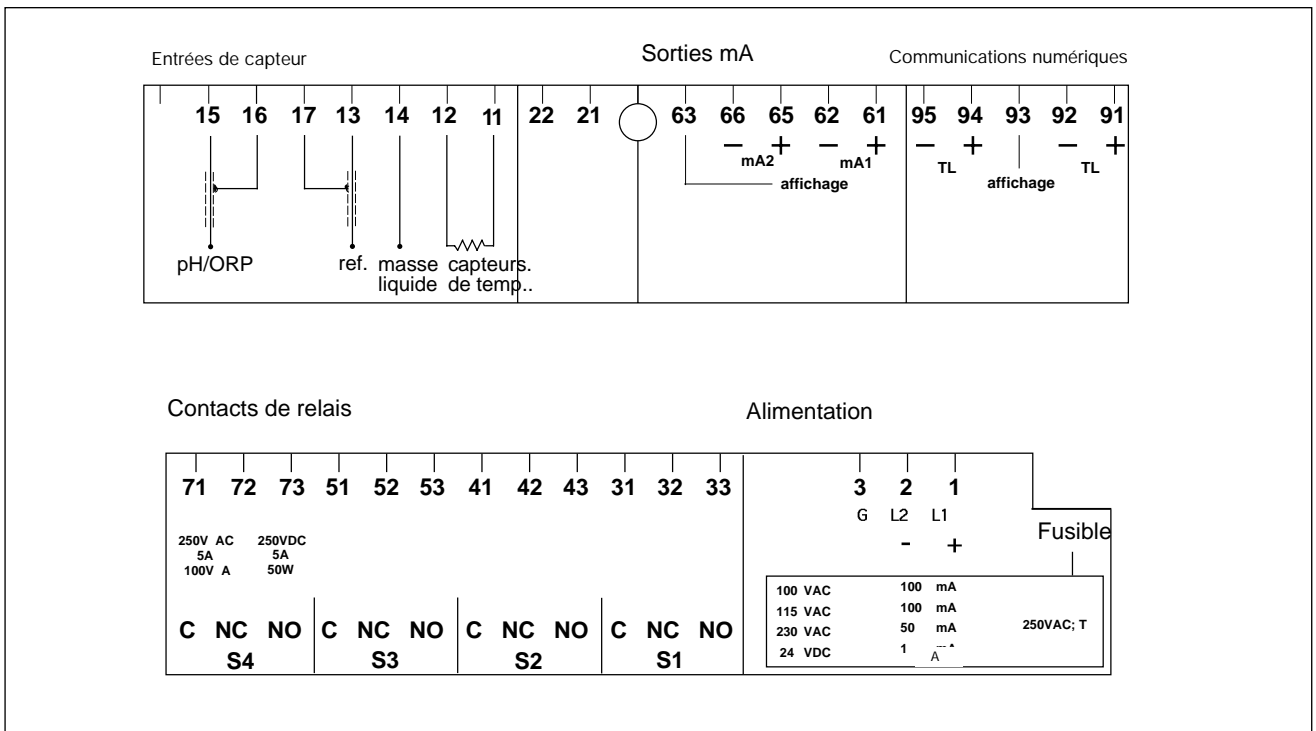 Entrées de capteur Sorties mA Communications numériques
15 16 17 13 14 12 11 22 21 63 66 65 62 61 95 94 93 92 91
− + − + − + − +
mA2 mA1 TL affichage TL
affichage
pH/ORP ref. masse capteurs.
liquide de temp..
Contacts de relais Alimentation
71 72 73 51 52 53 41 42 43 31 32 33 3 2 1
G L2 L1
- +
Fusible
250V AC 250VDC
5A 5A
100V A 50W
100 VAC 100 mA
115 VAC 100 mA
230 VAC 50 mA 250VAC; T
24 VDC 1 A
C NC NO C NC NO C NC NO C NC NO
S4 S3 S2 S1